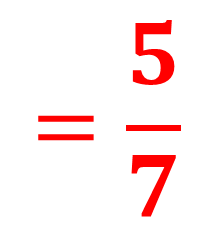 = 5/7